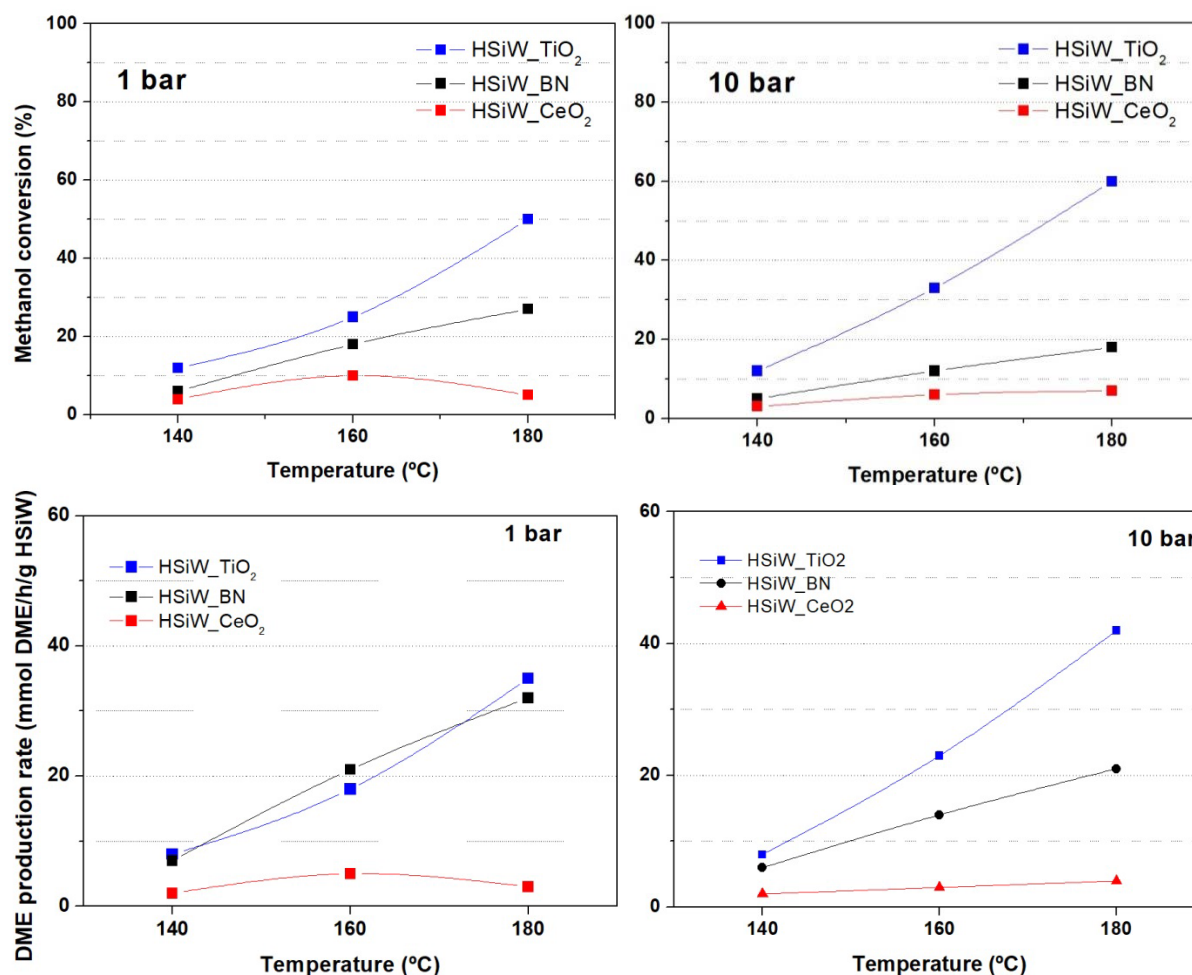 100
80
60
40
20
0
Methanol conversion (%)
1 bar
HSiW_TiO₂
HSiW_BN
HSiW_CeO₂
140
160
180
Temperature (ºC)
100
80
60
40
20
0
10 bar
HSiW_TiO₂
HSiW_BN
HSiW_CeO₂
140
160
180
Temperature (ºC)
60
40
20
0
DME production rate (mmol DME/h/g HSiW)
1 bar
HSiW_TiO₂
HSiW_BN
HSiW_CeO₂
140
160
180
Temperature (ºC)
60
40
20
0
10 bar
HSiW_TiO2
HSiW_BN
HSiW_CeO2
140
160
180
Temperature (ºC)